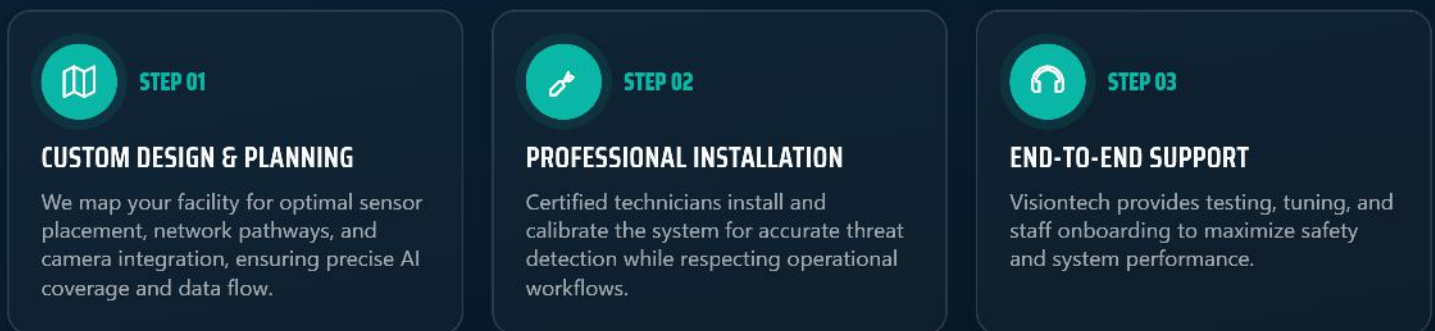 STEP 01
CUSTOM DESIGN & PLANNING
We map your facility for optimal sensor
placement, network pathways, and
camera integration, ensuring precise AI
coverage and data flow.
STEP 02
PROFESSIONAL INSTALLATION
Certified technicians install and
calibrate the system for accurate threat
detection while respecting operational
workflows.
STEP 03
END-TO-END SUPPORT
Visiontech provides testing, tuning, and
staff onboarding to maximize safety
and system performance.